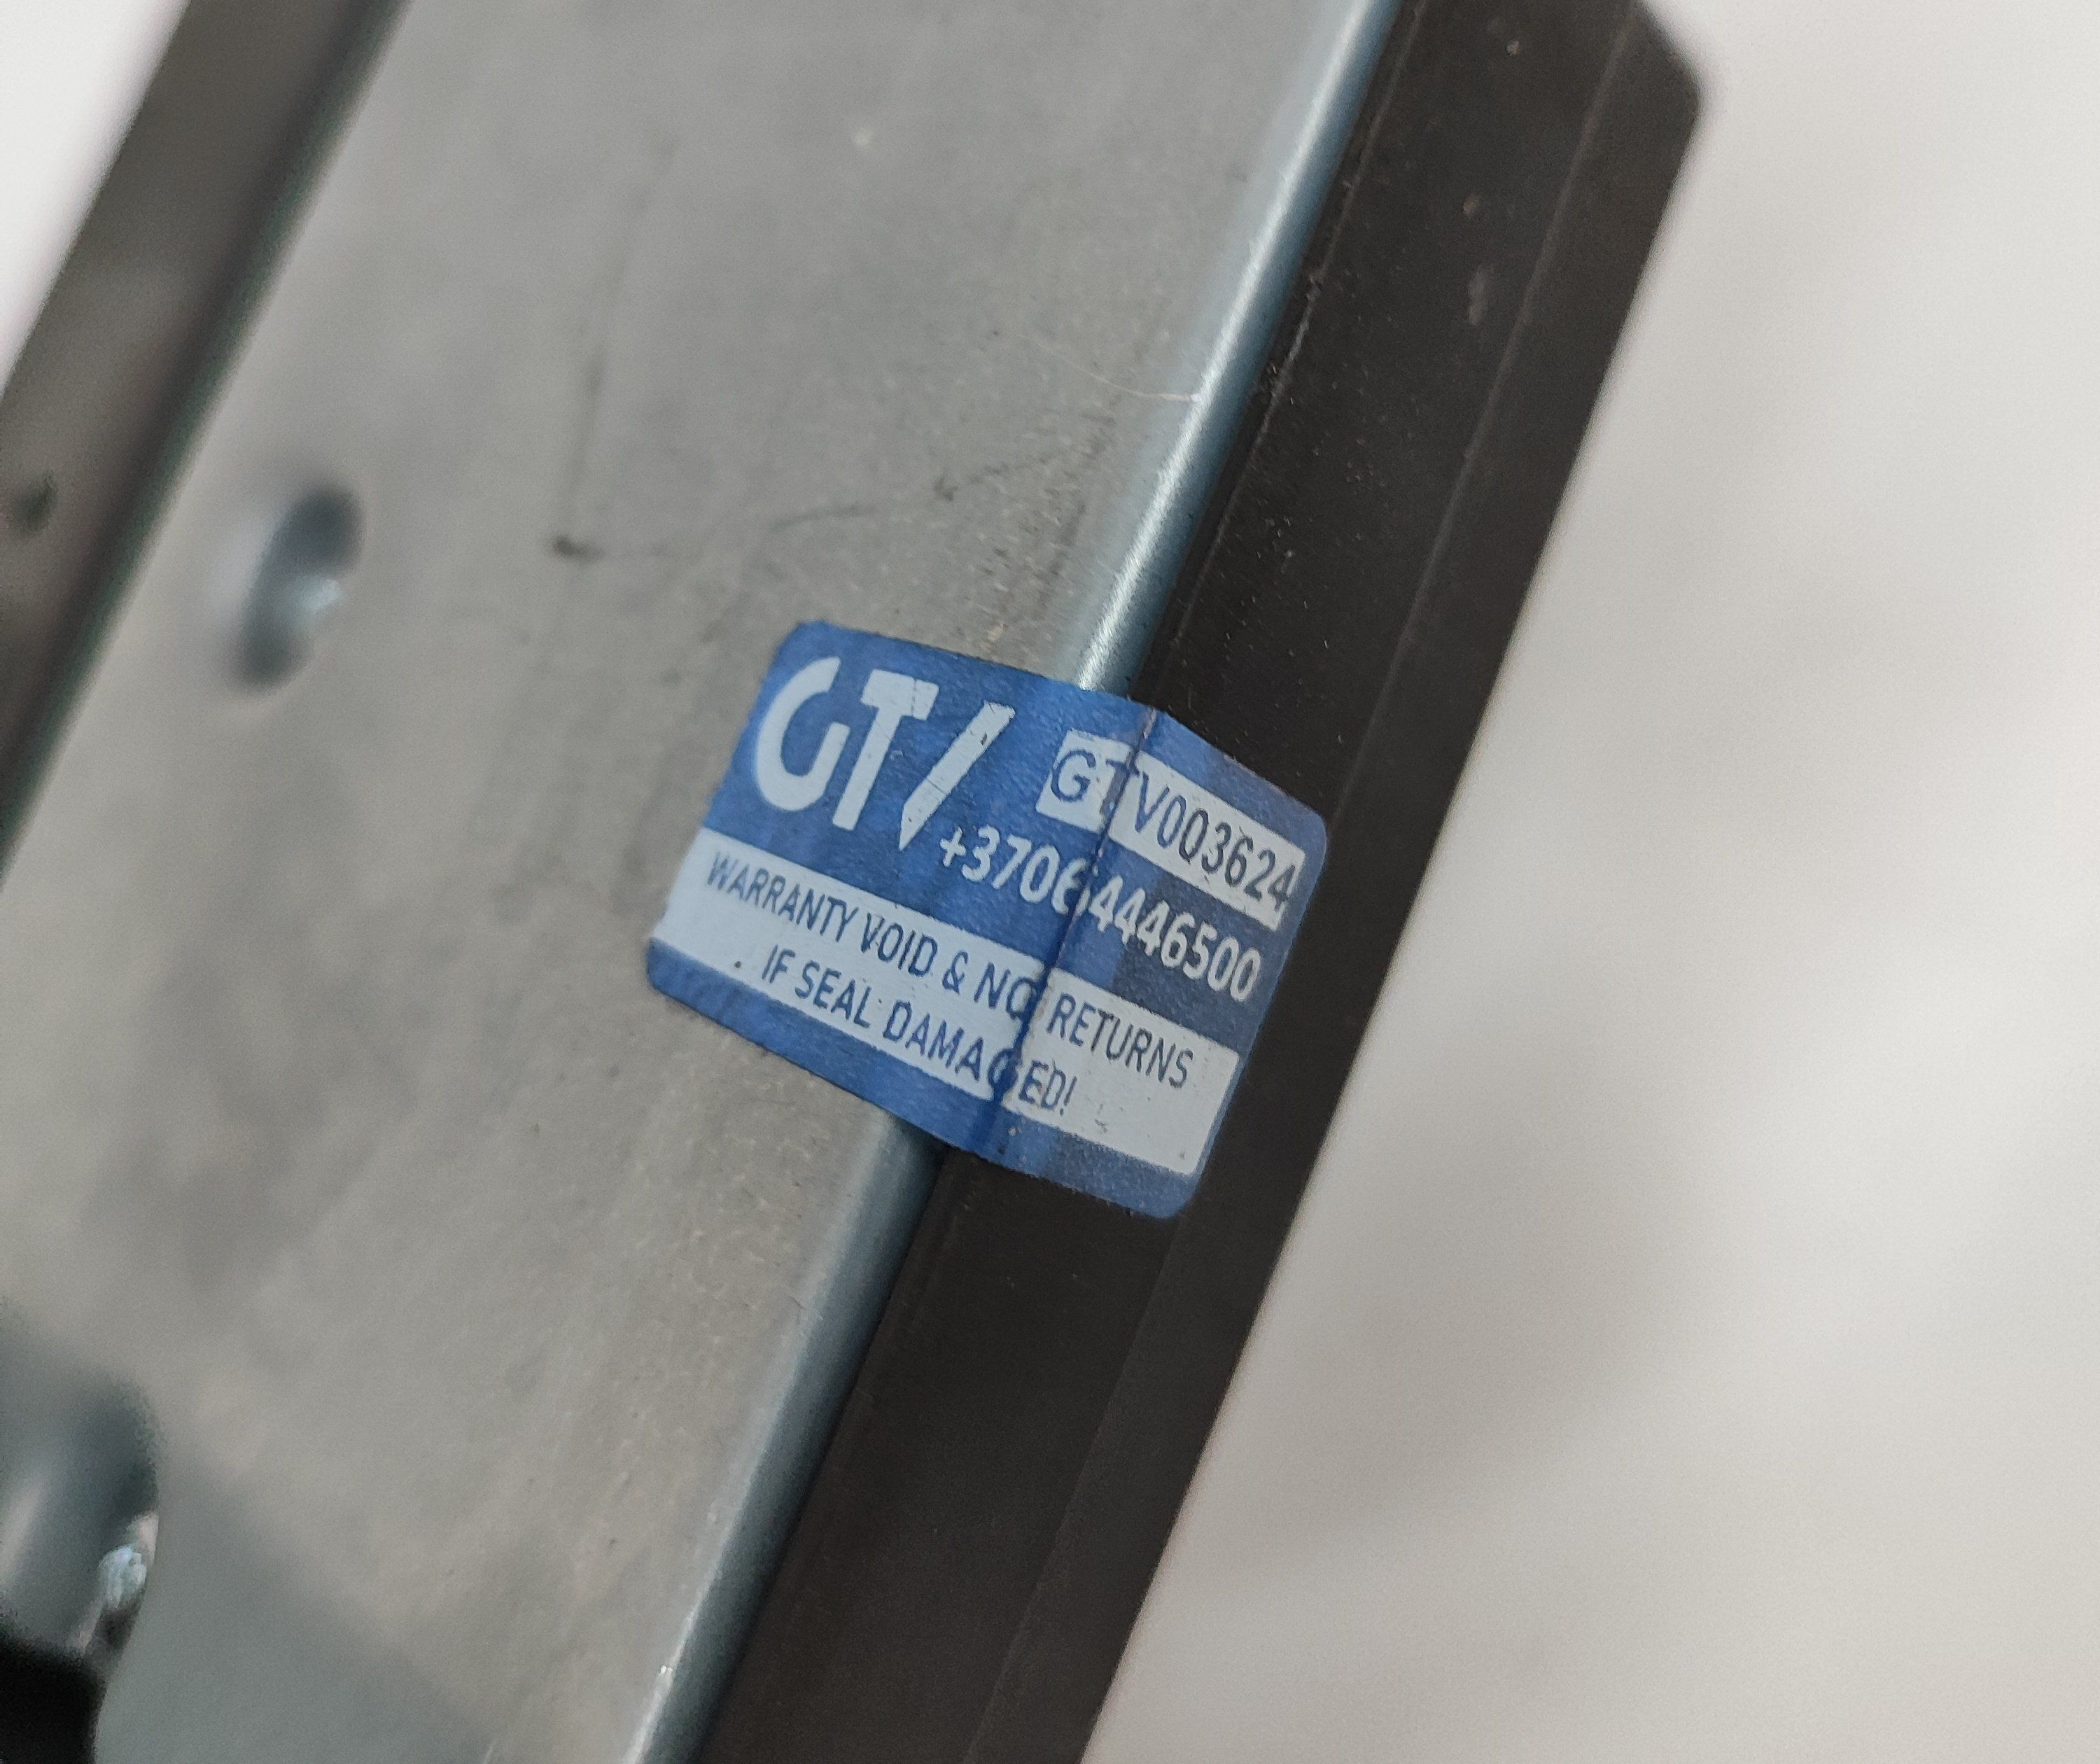 GTV
GTV003624
+37064446500
WARRANTY VOID & NO RETURNS
IF SEAL DAMAGED!